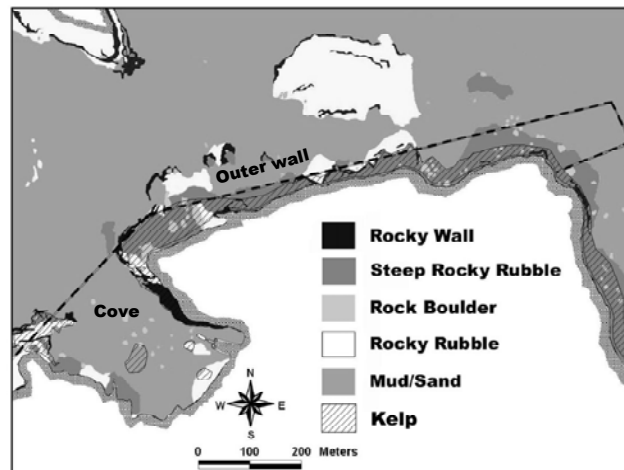 Outer wall
Cove
Rocky Wall
Steep Rocky Rubble
Rock Boulder
Rocky Rubble
Mud/Sand
Kelp
N
W E
S
0 100 200 Meters